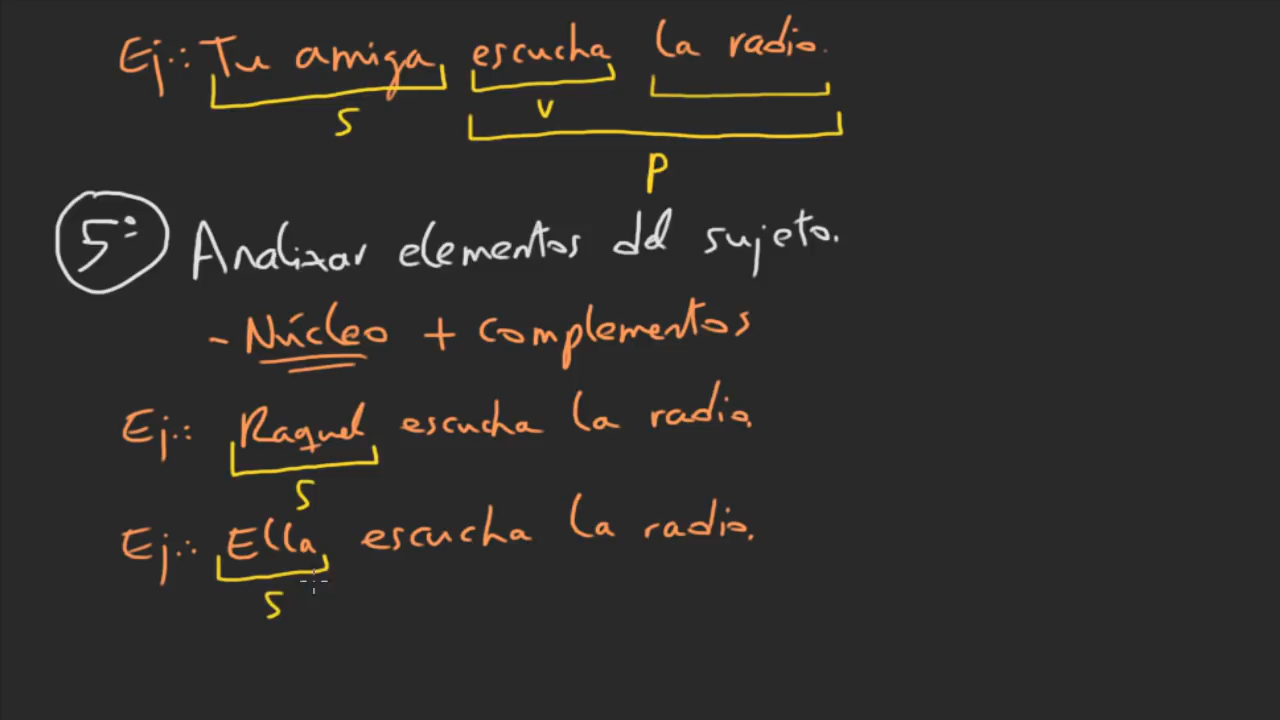 Ej.: Tu amiga escucha la radio.
S V
P
5º Analizar elementos del sujeto.
- Núcleo + complementos
Ej.: Raquel escucha la radio.
S
Ej.: Ella escucha la radio.
S